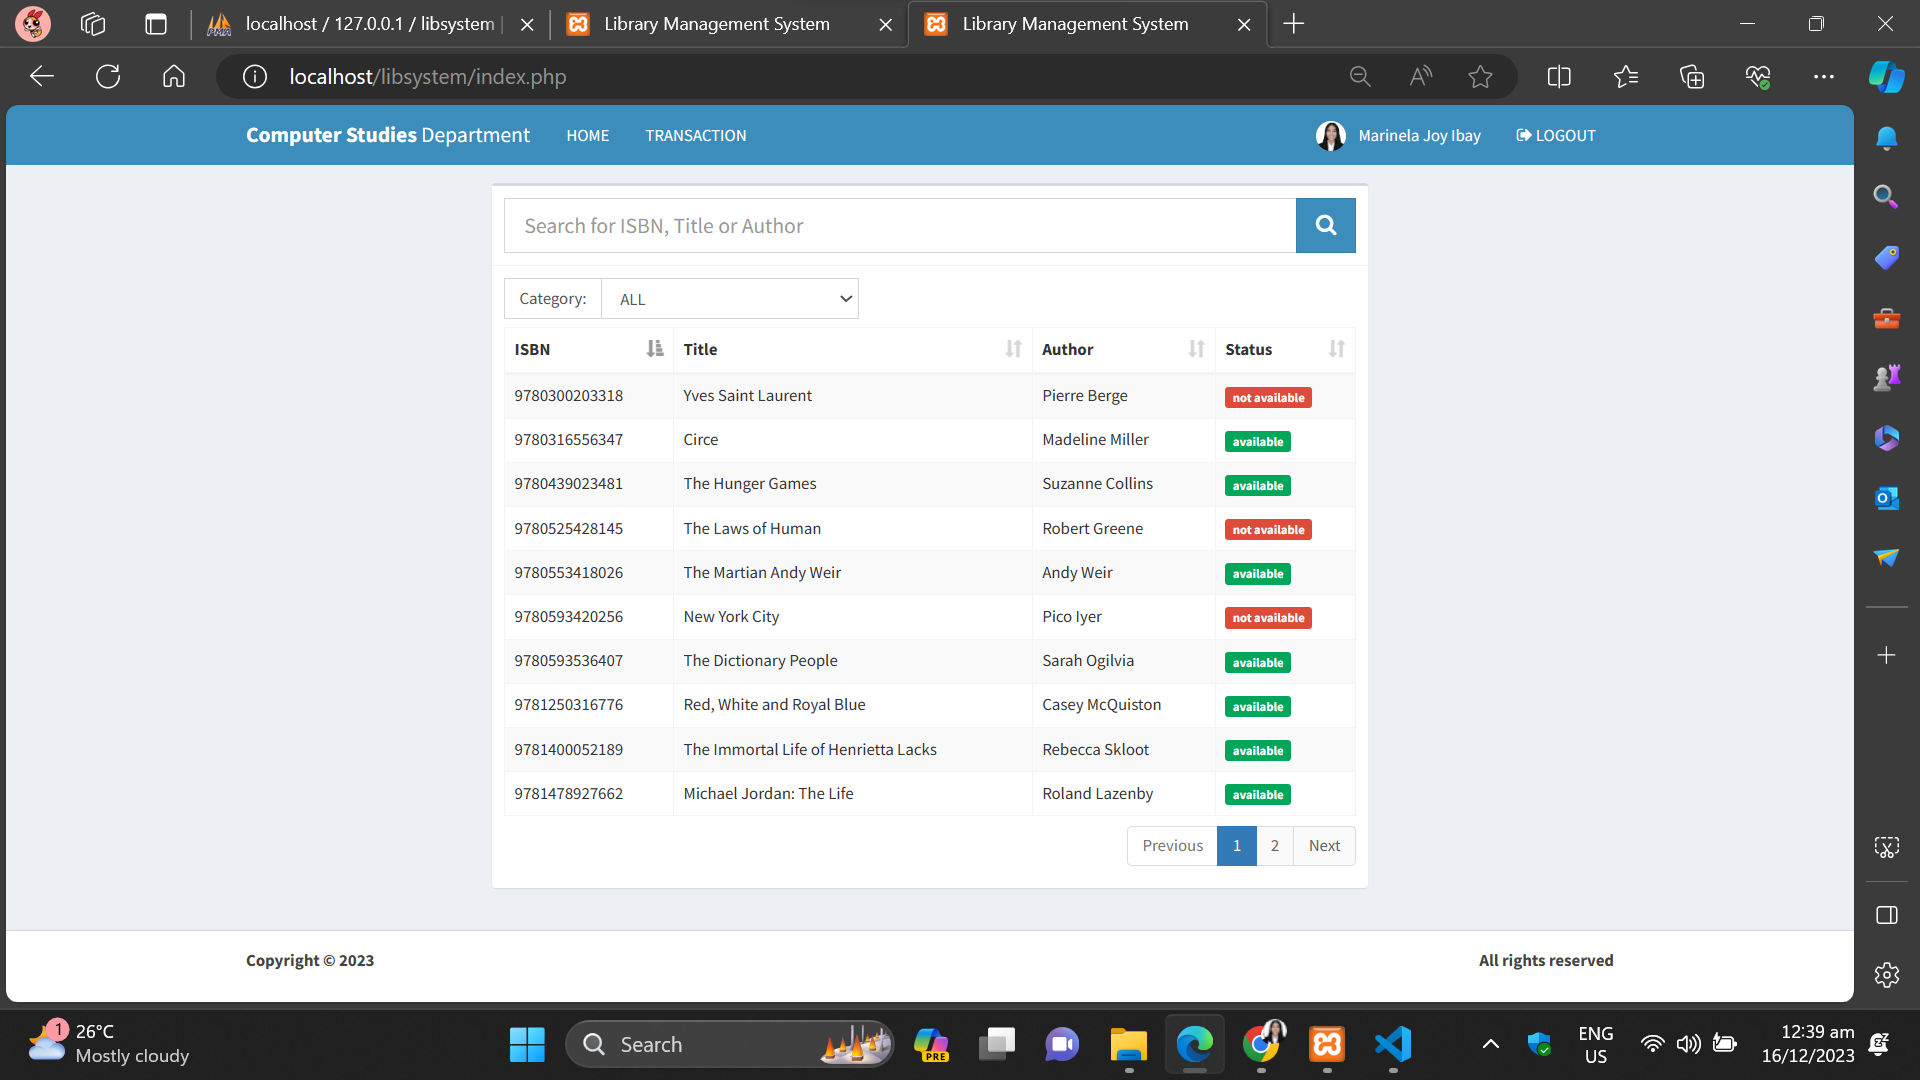 localhost / 127.0.0.1 / libsystem |
Library Management System
Library Management System
localhost/libsystem/index.php
Computer Studies Department
HOME
TRANSACTION
Marinela Joy Ibay
LOGOUT
Search for ISBN, Title or Author
Category:
ALL
ISBN Title Author Status
9780300203318 Yves Saint Laurent Pierre Berge not available
9780316556347 Circe Madeline Miller available
9780439023481 The Hunger Games Suzanne Collins available
9780525428145 The Laws of Human Robert Greene not available
9780553418026 The Martian Andy Weir Andy Weir available
9780593420256 New York City Pico Iyer not available
9780593536407 The Dictionary People Sarah Ogilvia available
9781250316776 Red, White and Royal Blue Casey McQuiston available
9781400052189 The Immortal Life of Henrietta Lacks Rebecca Skloot available
9781478927662 Michael Jordan: The Life Roland Lazenby available
Previous 1 2 Next
Copyright © 2023
All rights reserved
1
26°C
Mostly cloudy
Search
PRE
ENG
US
12:39 am
16/12/2023